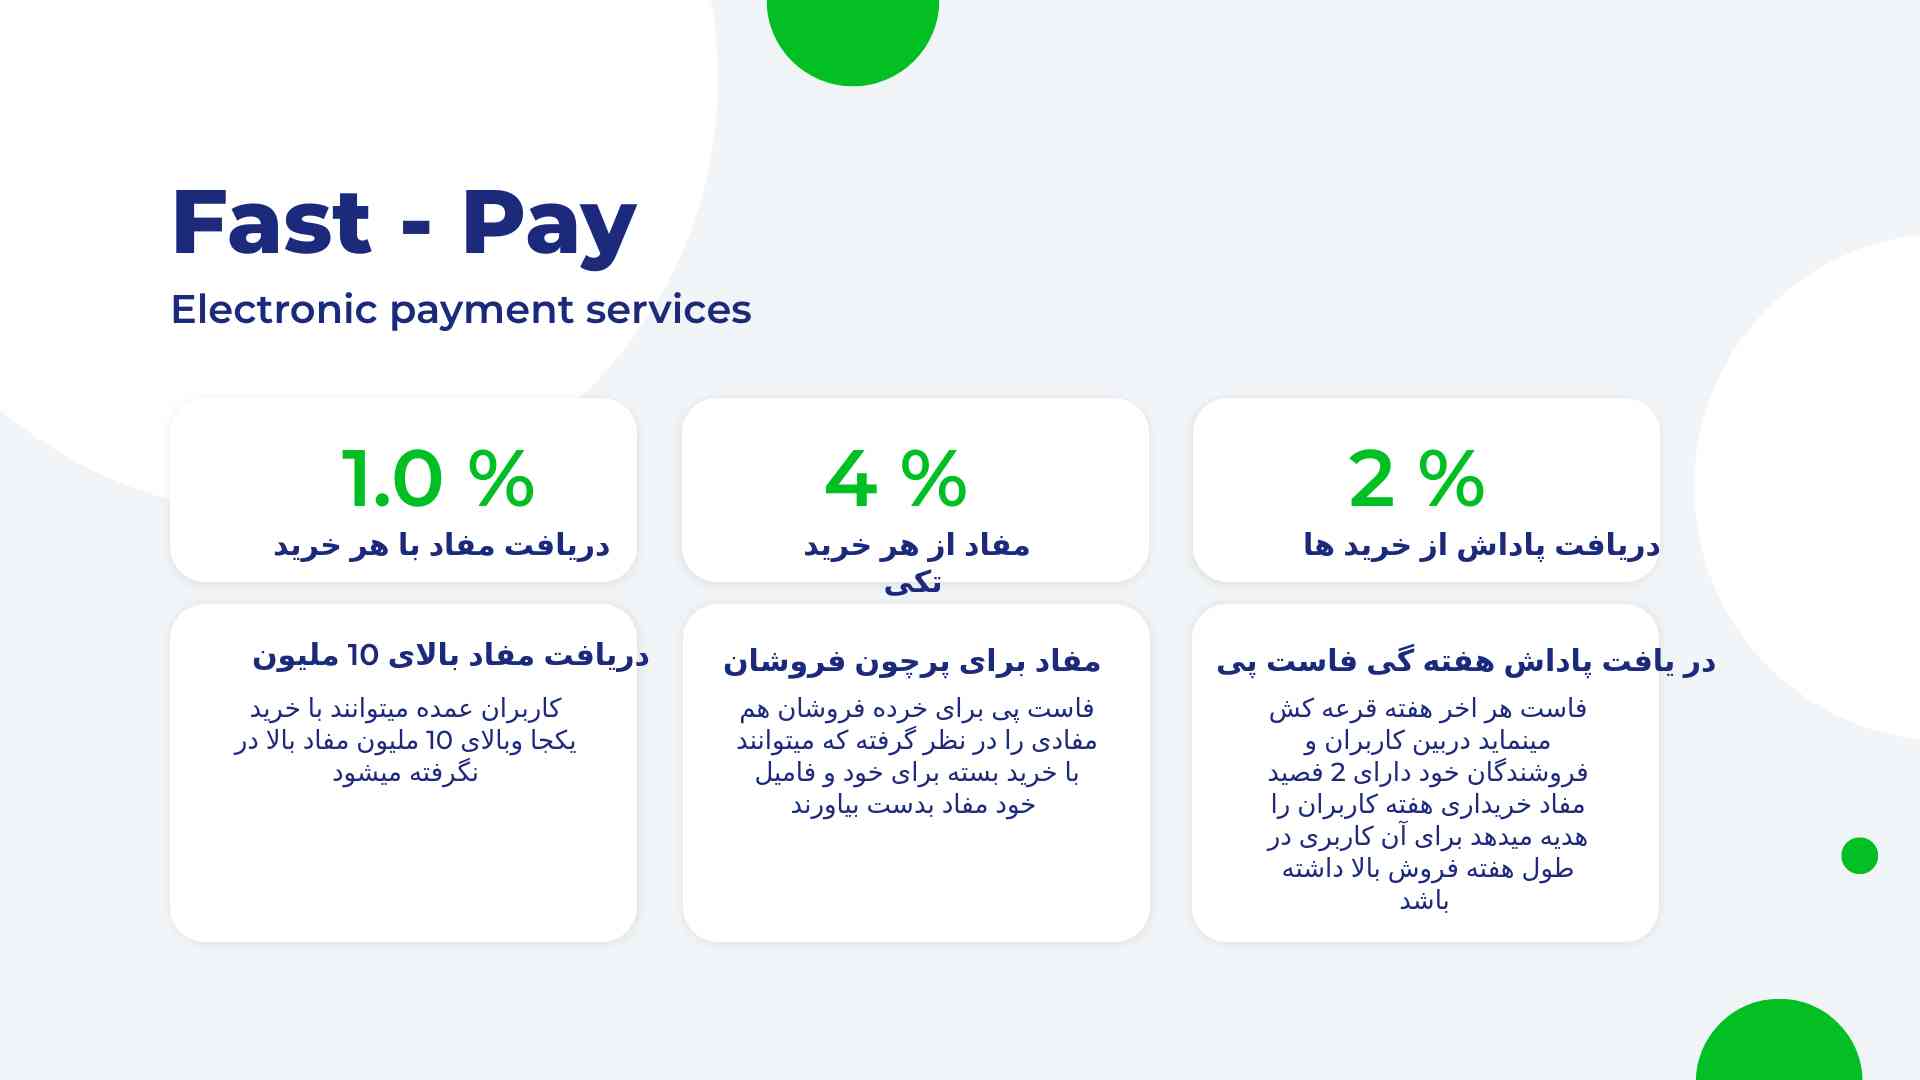 Fast - Pay
Electronic payment services
1.0 %
دریافت مفاد با هر خرید
4 %
مفاد از هر خرید
تکی
2 %
دریافت پاداش از خرید ها
دریافت مفاد بالای 10 ملیون
کاربران عمده میتوانند با خرید
یکجا وبالای 10 ملیون مفاد بالا در
نگرفته میشود
مفاد برای پرچون فروشان
فاست پی برای خرده فروشان هم
مفادی را در نظر گرفته که میتوانند
با خرید بسته برای خود و فامیل
خود مفاد بدست بیاورند
در یافت پاداش هفته گی فاست پی
فاست هر اخر هفته قرعه کش
مینماید دربین کاربران و
فروشندگان خود دارای 2 فصید
مفاد خریداری هفته کاربران را
هدیه میدهد برای آن کاربری در
طول هفته فروش بالا داشته
باشد